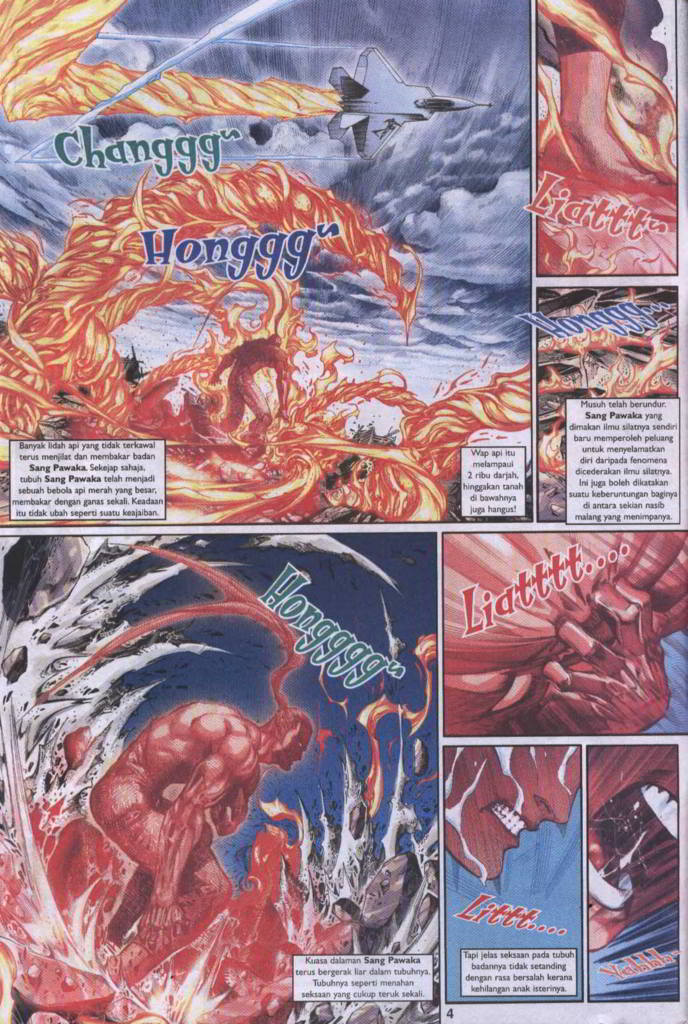 Changggg~
Honggg~
Liatttt~
Hongggg~
Banyak lidah api yang tidak terkawal
terus menjilat dan membakar badan
Sang Pawaka. Sekejap sahaja,
tubuh Sang Pawaka telah menjadi
sebuah bebola api merah yang besar,
membakar dengan ganas sekali. Keadaan
itu tidak ubah seperti suatu keajaiban.
Wap api itu
melampaui
2 ribu darjah,
hinggakan tanah
di bawahnya
juga hangus!
Musuh telah berundur.
Sang Pawaka yang
dimakan ilmu silatnya sendiri
baru memperoleh peluang
untuk menyelamatkan
diri daripada fenomena
dicederakan ilmu silatnya.
Ini juga boleh dikatakan
suatu keberuntungan baginya
di antara sekian nasib
malang yang menimpanya.
Honggggg~
Kuasa dalaman Sang Pawaka
terus bergerak liar dalam tubuhnya.
Tubuhnya seperti menahan
seksaan yang cukup teruk sekali.
Liatttt....
Littt....
Tapi jelas seksaan pada tubuh
badannya tidak setanding
dengan rasa bersalah kerana
kehilangan anak isterinya.
4